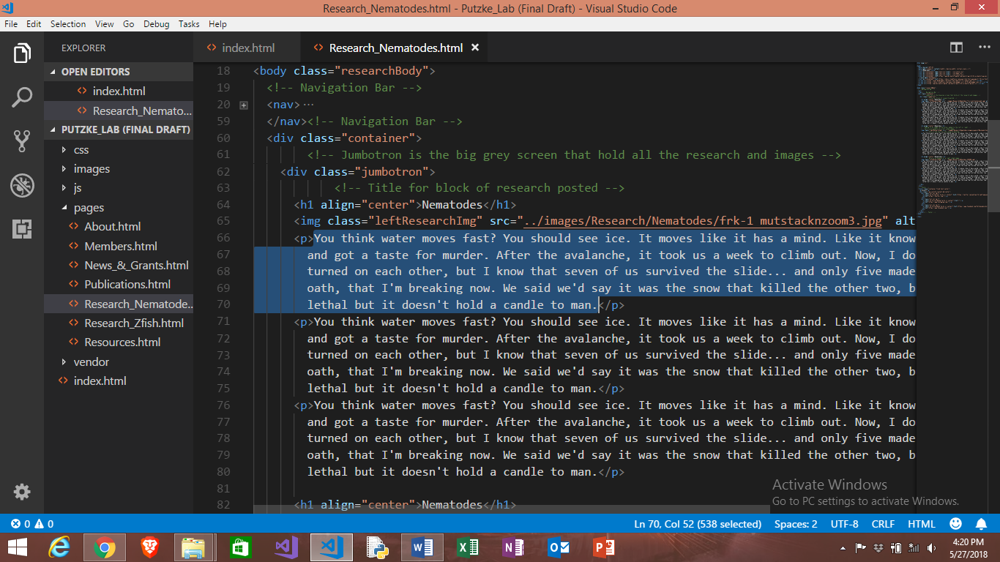 Research_Nematodes.html - Putzke_Lab (Final Draft) - Visual Studio Code
File Edit Selection View Go Debug Tasks Help
EXPLORER
OPEN EDITORS
index.html
Research_Nemato...
PUTZKE_LAB (FINAL DRAFT)
css
images
js
pages
About.html
Members.html
News_&_Grants.html
Publications.html
Research_Nematode...
Research_Zfish.html
Resources.html
vendor
index.html
index.html Research_Nematodes.html
18 <body class="researchBody">
19 <!-- Navigation Bar -->
20 <nav>...
59 </nav><!-- Navigation Bar -->
60 <div class="container">
61 <!-- Jumbotron is the big grey screen that hold all the research and images -->
62 <div class="jumbotron">
63 <!-- Title for block of research posted -->
64 <h1 align="center">Nematodes</h1>
65 <img class="leftResearchImg" src="../images/Research/Nematodes/frk-1 mutstacknzoom3.jpg" alt
66 <p>You think water moves fast? You should see ice. It moves like it has a mind. Like it know
67 and got a taste for murder. After the avalanche, it took us a week to climb out. Now, I do
68 turned on each other, but I know that seven of us survived the slide... and only five made
69 oath, that I'm breaking now. We said we'd say it was the snow that killed the other two, b
70 lethal but it doesn't hold a candle to man.</p>
71 <p>You think water moves fast? You should see ice. It moves like it has a mind. Like it know
72 and got a taste for murder. After the avalanche, it took us a week to climb out. Now, I do
73 turned on each other, but I know that seven of us survived the slide... and only five made
74 oath, that I'm breaking now. We said we'd say it was the snow that killed the other two, b
75 lethal but it doesn't hold a candle to man.</p>
76 <p>You think water moves fast? You should see ice. It moves like it has a mind. Like it know
77 and got a taste for murder. After the avalanche, it took us a week to climb out. Now, I do
78 turned on each other, but I know that seven of us survived the slide... and only five made
79 oath, that I'm breaking now. We said we'd say it was the snow that killed the other two, b
80 lethal but it doesn't hold a candle to man.</p>
81
82 <h1 align="center">Nematodes</h1>
Activate Windows
Go to PC settings to activate Windows.
0 0 Ln 70, Col 52 (538 selected) Spaces: 2 UTF-8 CRLF HTML
4:20 PM
5/27/2018